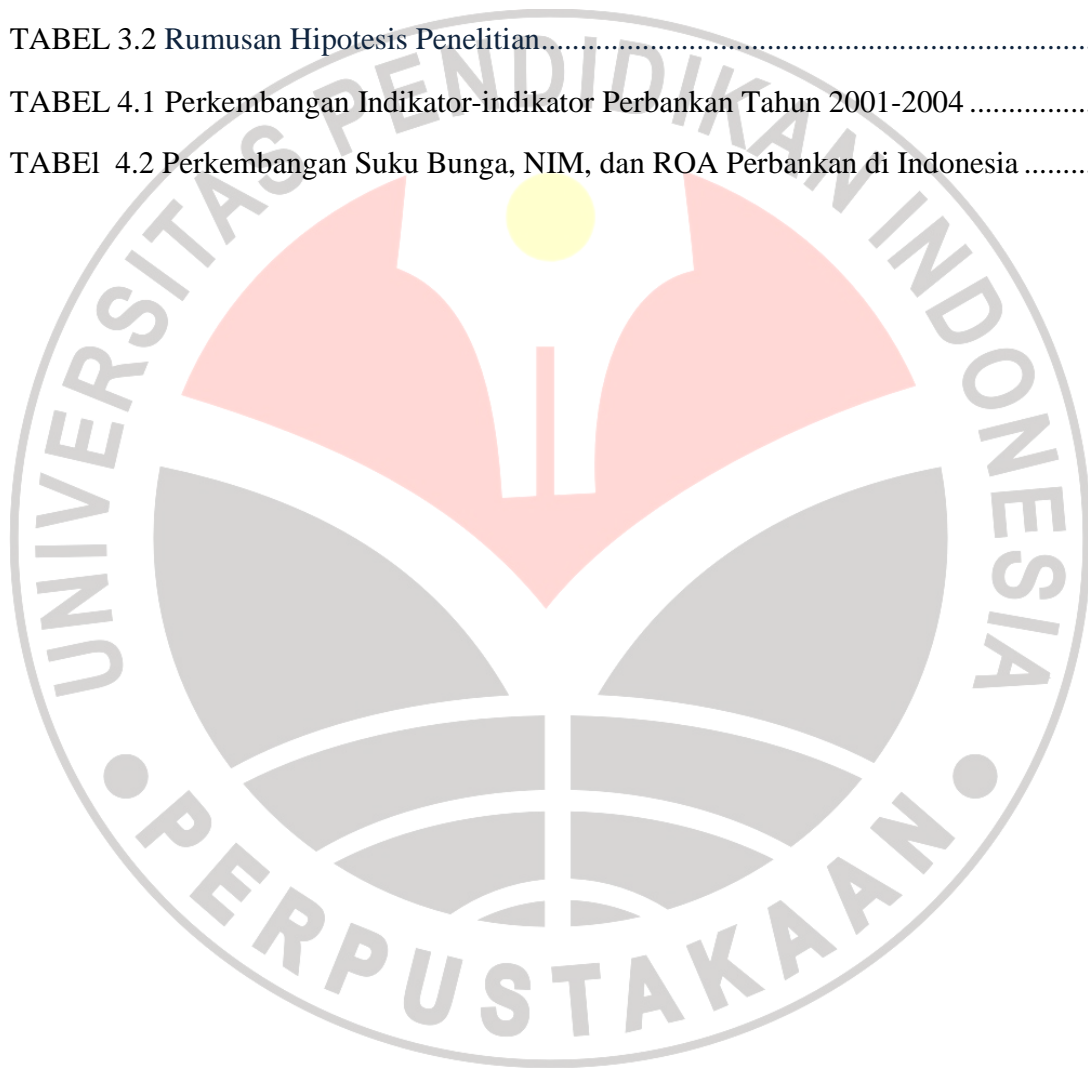 TABEL 3.2 Rumusan Hipotesis Penelitian........................................................................
TABEL 4.1 Perkembangan Indikator-indikator Perbankan Tahun 2001-2004 ...............
TABEl  4.2 Perkembangan Suku Bunga, NIM, dan ROA Perbankan di Indonesia ........
UNIVERSITAS PENDIDIKAN INDONESIA
PERPUSTAKAAN